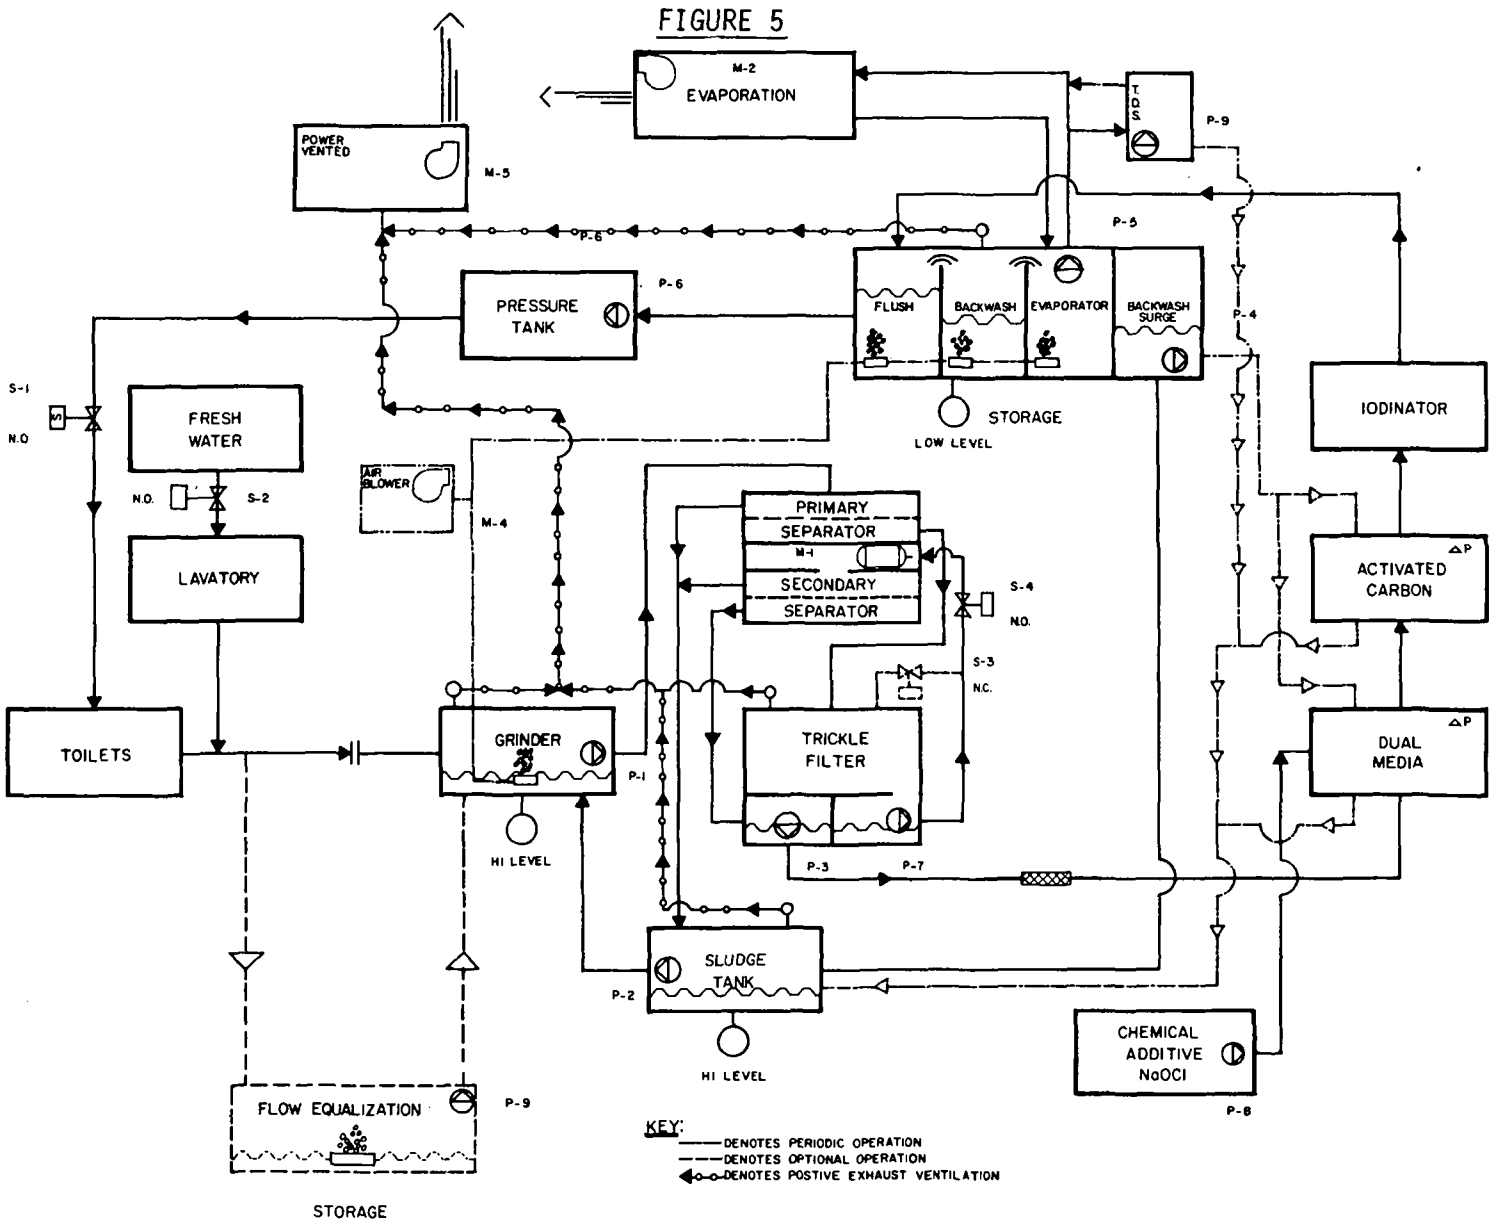 FIGURE 5
M-2
EVAPORATION
T.
D.
S.
P-9
POWER
VENTED
M-5
P-5
P-6
PRESSURE
TANK
P-6
FLUSH
BACKWASH
EVAPORATOR
BACKWASH
SURGE
P-4
S-1
S
N.O
FRESH
WATER
N.O.
S-2
LAVATORY
LOW LEVEL
STORAGE
IODINATOR
AIR
BLOWER
M-4
PRIMARY
SEPARATOR
M-1
SECONDARY
SEPARATOR
S-4
N.O.
ACTIVATED
CARBON
△P
S-3
N.C.
TOILETS
GRINDER
P-1
HI LEVEL
TRICKLE
FILTER
P-3
P-7
DUAL
MEDIA
△P
SLUDGE
TANK
P-2
HI LEVEL
CHEMICAL
ADDITIVE
NaOCl
P-8
FLOW EQUALIZATION
P-9
STORAGE
KEY:
DENOTES PERIODIC OPERATION
DENOTES OPTIONAL OPERATION
DENOTES POSTIVE EXHAUST VENTILATION